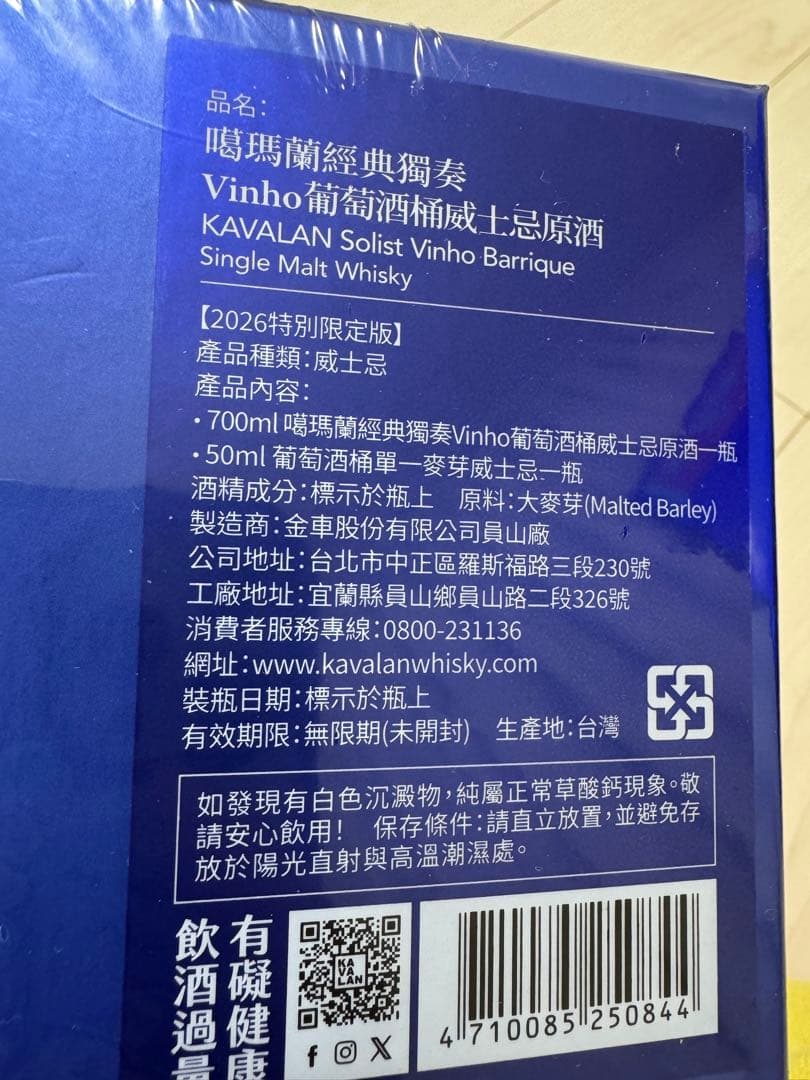 品名：
噶瑪蘭經典獨奏
Vinho葡萄酒桶威士忌原酒
KAVALAN Solist Vinho Barrique
Single Malt Whisky
【2026特別限定版】
產品種類：威士忌
產品內容：
・700ml 噶瑪蘭經典獨奏Vinho葡萄酒桶威士忌原酒一瓶
・50ml 葡萄酒桶單一麥芽威士忌一瓶
酒精成分：標示於瓶上 原料：大麥芽(Malted Barley)
製造商：金車股份有限公司員山廠
公司地址：台北市中正區羅斯福路三段230號
工廠地址：宜蘭縣員山鄉員山路二段326號
消費者服務專線：0800-231136
網址：www.kavalanwhisky.com
裝瓶日期：標示於瓶上
有效期限：無限期(未開封) 生產地：台灣
如發現有白色沉澱物，純屬正常草酸鈣現象。敬
請安心飲用！ 保存條件：請直立放置，並避免存
放於陽光直射與高溫潮濕處。
飲酒過量
有礙健康
KA
VA
LAN
4 710085 250844